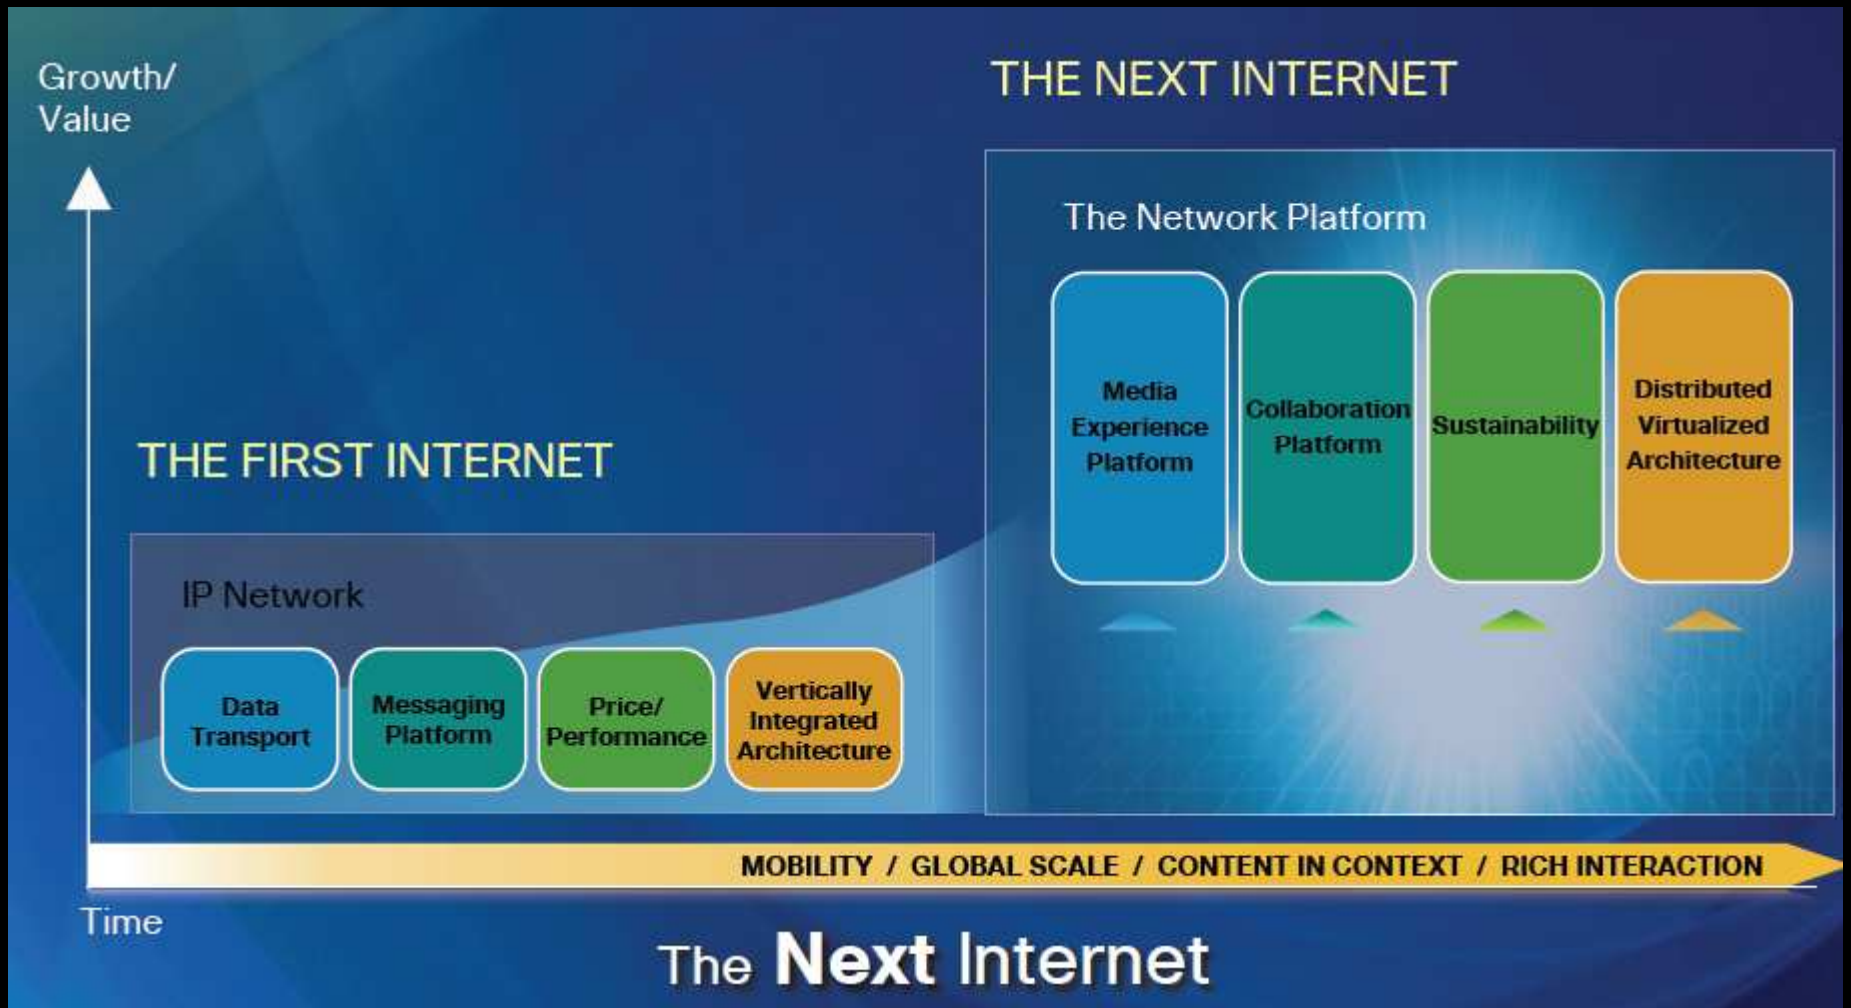 Growth/
Value
THE NEXT INTERNET
The Network Platform
Media
Experience
Platform
Collaboration
Platform
Sustainability
Distributed
Virtualized
Architecture
THE FIRST INTERNET
IP Network
Data
Transport
Messaging
Platform
Price/
Performance
Vertically
Integrated
Architecture
MOBILITY / GLOBAL SCALE / CONTENT IN CONTEXT / RICH INTERACTION
Time
The Next Internet